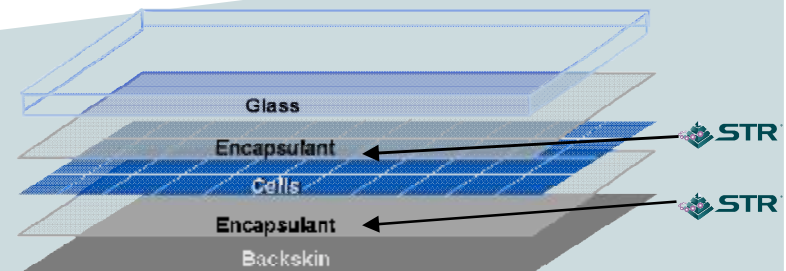 Glass
Encapsulant
STR
Cells
STR
Encapsulant
Backskin